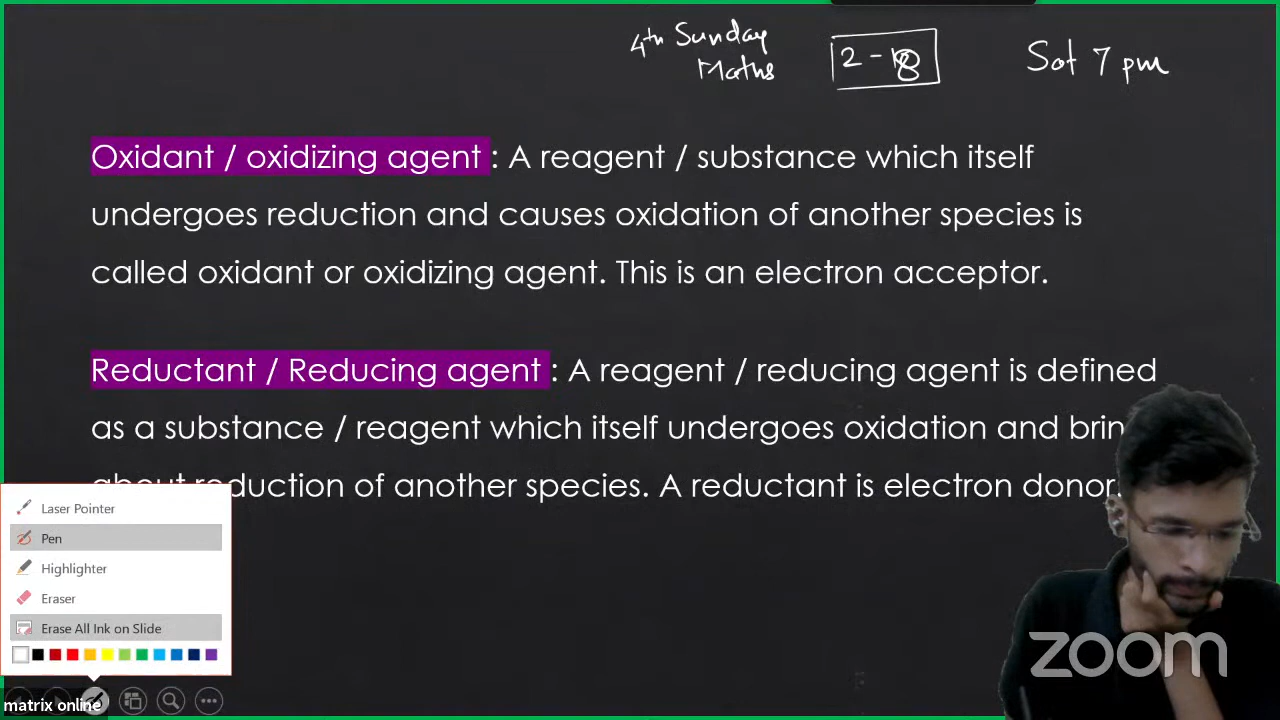 4th Sunday
Maths
2 - 8
Sat 7 pm
Oxidant / oxidizing agent : A reagent / substance which itself
undergoes reduction and causes oxidation of another species is
called oxidant or oxidizing agent. This is an electron acceptor.
Reductant / Reducing agent : A reagent / reducing agent is defined
as a substance / reagent which itself undergoes oxidation and brin
about reduction of another species. A reductant is electron donor.
Laser Pointer
Pen
Highlighter
Eraser
Erase All Ink on Slide
matrix online
zoom